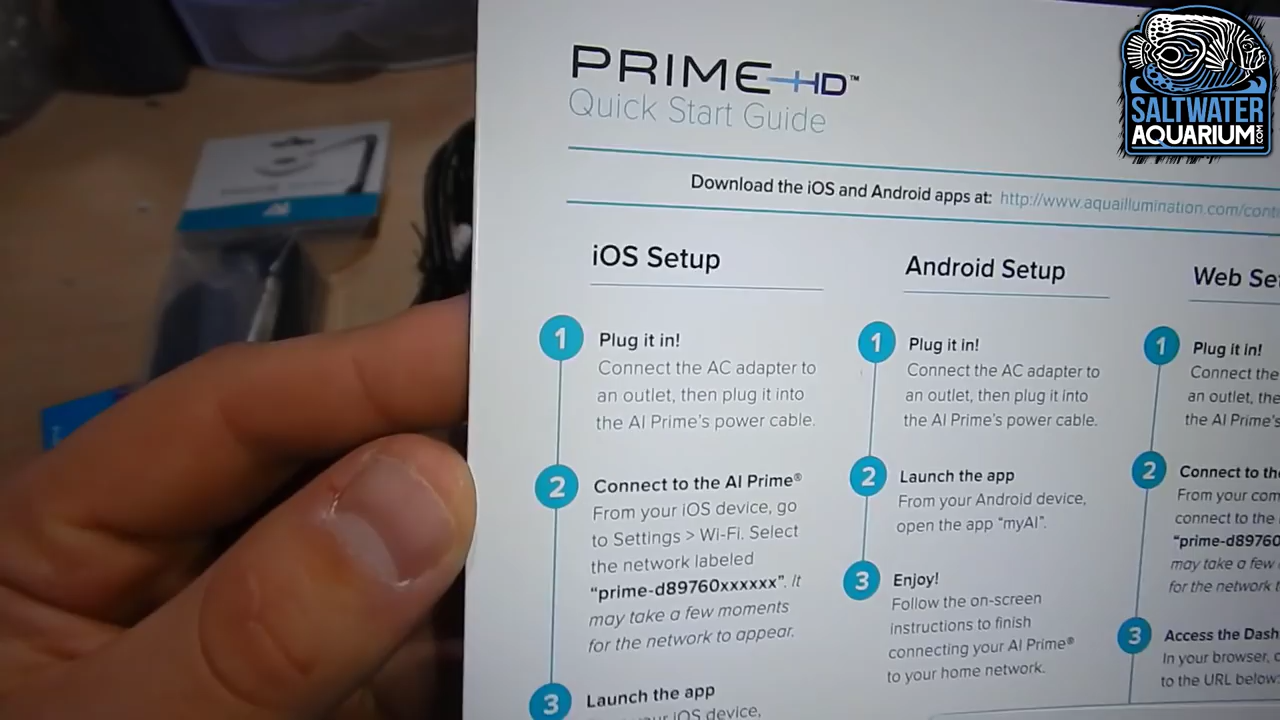 PRIME HD™
Quick Start Guide
SALTWATER
AQUARIUM.COM
Download the iOS and Android apps at: http://www.aquaillumination.com/
iOS Setup
1 Plug it in!
Connect the AC adapter to
an outlet, then plug it into
the AI Prime's power cable.
2 Connect to the AI Prime®
From your iOS device, go
to Settings > Wi-Fi. Select
the network labeled
“prime-d89760xxxxxx”. It
may take a few moments
for the network to appear.
3 Launch the app
iOS device,
Android Setup
1 Plug it in!
Connect the AC adapter to
an outlet, then plug it into
the AI Prime's power cable.
2 Launch the app
From your Android device,
open the app “myAI”.
3 Enjoy!
Follow the on-screen
instructions to finish
connecting your AI Prime®
to your home network.
Web
1 Plug it in!
Connect the
an outlet,
the AI Prime's
2 Connect to
From your
connect to the
“prime-d89760
may take a few
for the network
3 Access the
In your browser,
to the URL below: